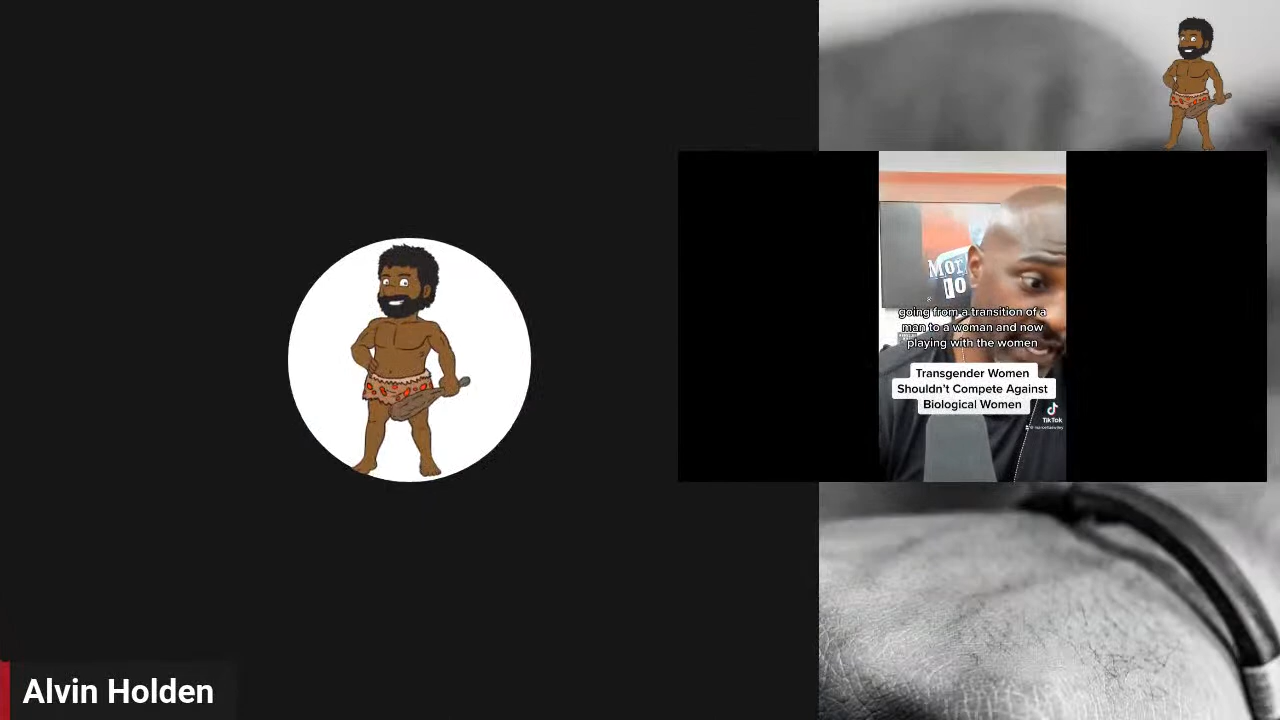 Mor
going from a transition of a
man to a woman and now
playing with the women
Transgender Women
Shouldn't Compete Against
Biological Women
TikTok
Alvin Holden